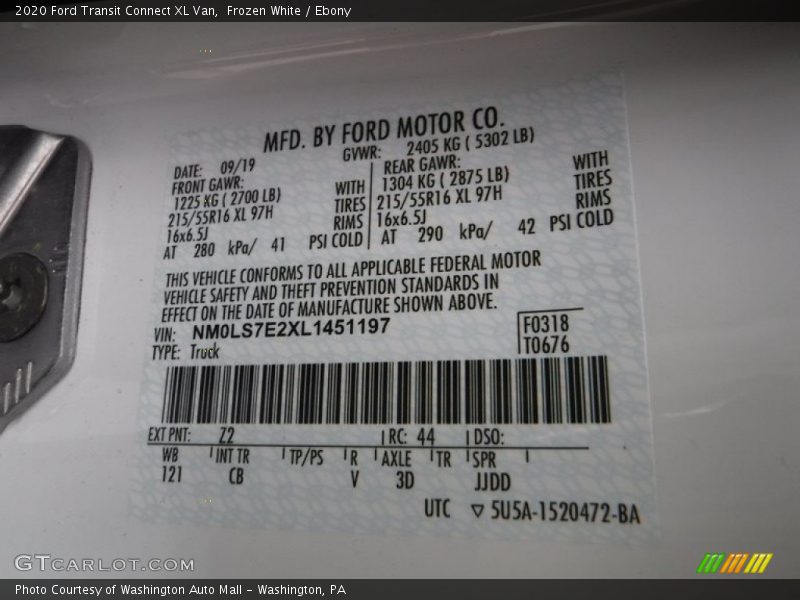 2020 Ford Transit Connect XL Van,  Frozen White / Ebony
MFD. BY FORD MOTOR CO.
DATE: 09/19 GVWR: 2405 KG ( 5302 LB)
FRONT GAWR: REAR GAWR:
1225 KG ( 2700 LB) WITH 1304 KG ( 2875 LB) WITH
215/55R16 XL 97H TIRES 215/55R16 XL 97H TIRES
16x6.5J RIMS 16x6.5J RIMS
AT 280 kPa/ 41 PSI COLD AT 290 kPa/ 42 PSI COLD
THIS VEHICLE CONFORMS TO ALL APPLICABLE FEDERAL MOTOR
VEHICLE SAFETY AND THEFT PREVENTION STANDARDS IN
EFFECT ON THE DATE OF MANUFACTURE SHOWN ABOVE.
VIN: NM0LS7E2XL1451197 F0318
TYPE: Truck T0676
EXT PNT: Z2 RC: 44 DSO:
WB INT TR TP/PS R AXLE TR SPR
121 CB V 3D JJDD
UTC ▽ 5U5A-1520472-BA
GTCARLOT.COM
Photo Courtesy of Washington Auto Mall - Washington, PA